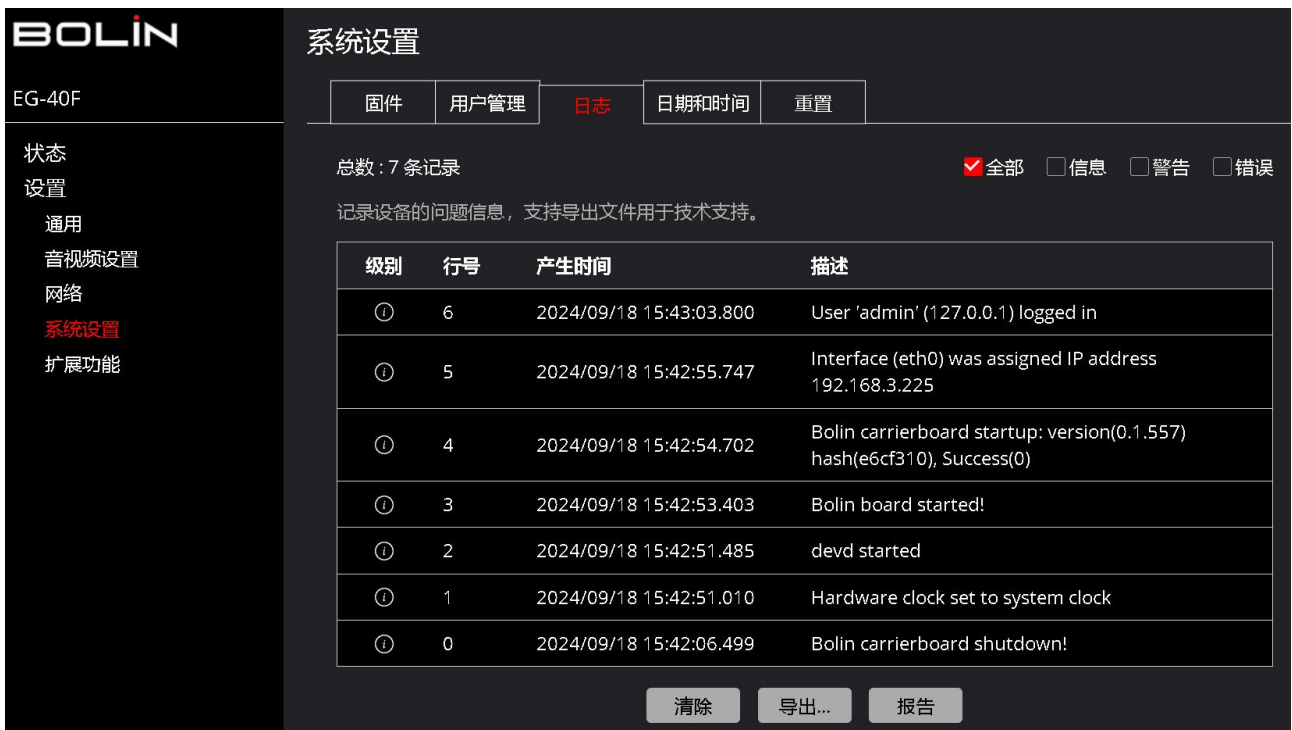 BOLIN
EG-40F
状态
设置
通用
音视频设置
网络
系统设置
扩展功能
系统设置
固件 用户管理 日志 日期和时间 重置
总数 : 7 条记录 全部 信息 警告 错误
记录设备的问题信息，支持导出文件用于技术支持。
级别 行号 产生时间 描述
6 2024/09/18 15:43:03.800 User 'admin' (127.0.0.1) logged in
5 2024/09/18 15:42:55.747 Interface (eth0) was assigned IP address
192.168.3.225
4 2024/09/18 15:42:54.702 Bolin carrierboard startup: version(0.1.557)
hash(e6cf310), Success(0)
3 2024/09/18 15:42:53.403 Bolin board started!
2 2024/09/18 15:42:51.485 devd started
1 2024/09/18 15:42:51.010 Hardware clock set to system clock
0 2024/09/18 15:42:06.499 Bolin carrierboard shutdown!
清除 导出... 报告